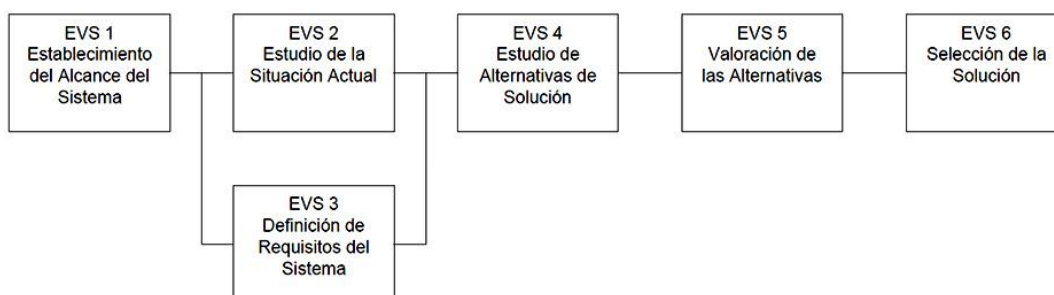 EVS 1
Establecimiento
del Alcance del
Sistema
EVS 2
Estudio de la
Situación Actual
EVS 3
Definición de
Requisitos del
Sistema
EVS 4
Estudio de
Alternativas de
Solución
EVS 5
Valoración de
las Alternativas
EVS 6
Selección de la
Solución